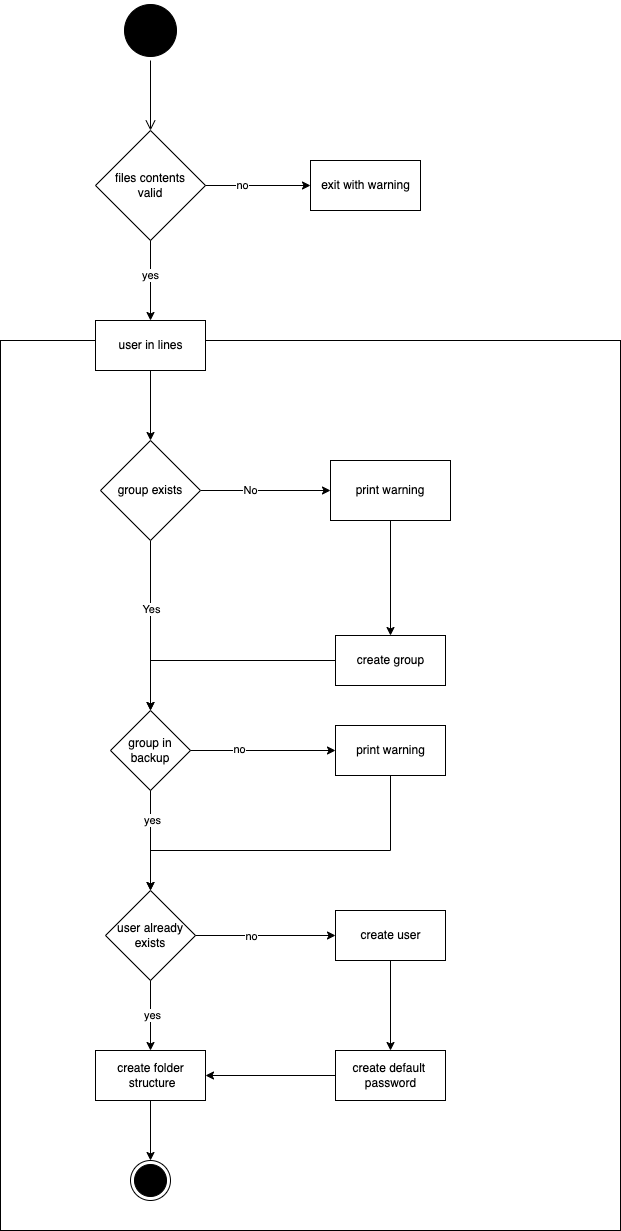 files contents
valid
no
exit with warning
yes
user in lines
group exists
No
print warning
Yes
create group
group in
backup
no
print warning
yes
user already
exists
no
create user
yes
create folder
structure
create default
password